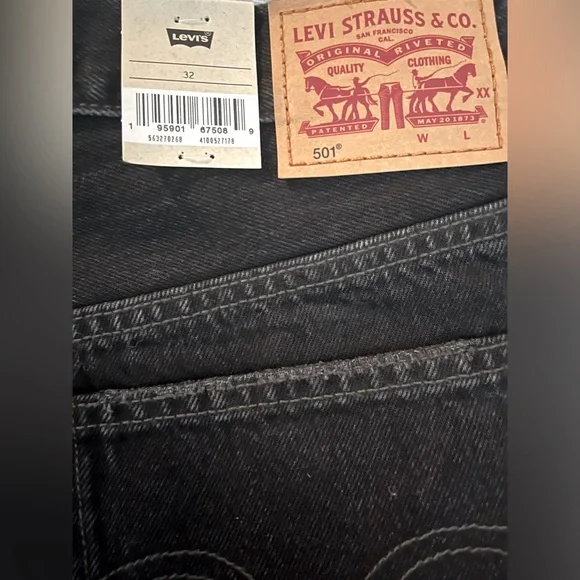 LEVI'S
32
1 95901 67508 9
563270268 4100527128
LEVI STRAUSS & CO.
SAN FRANCISCO
CAL.
ORIGINAL RIVETED
QUALITY CLOTHING
XX
PATENTED MAY 20 1873
501® W L